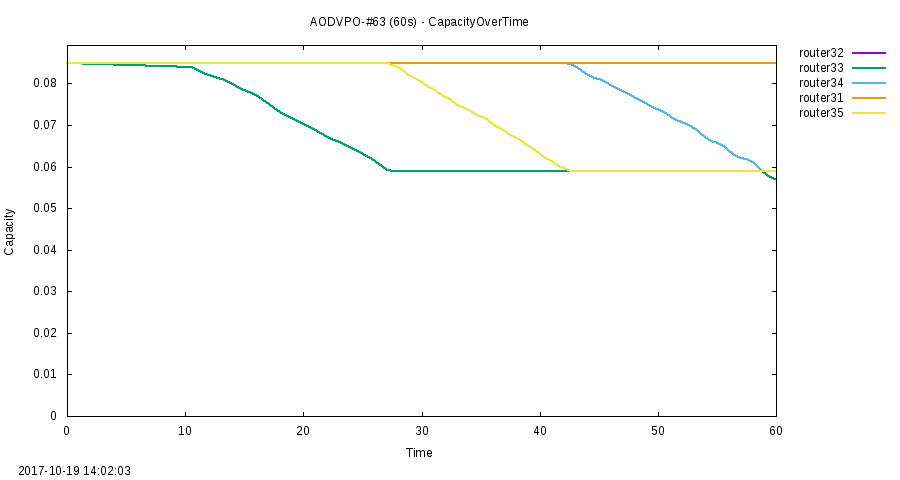 AODVPO-#63 (60s) - CapacityOverTime
router32
router33
router34
router31
router35
0.08
0.07
0.06
0.05
0.04
0.03
0.02
0.01
0
Capacity
0 10 20 30 40 50 60
Time
2017-10-19 14:02:03